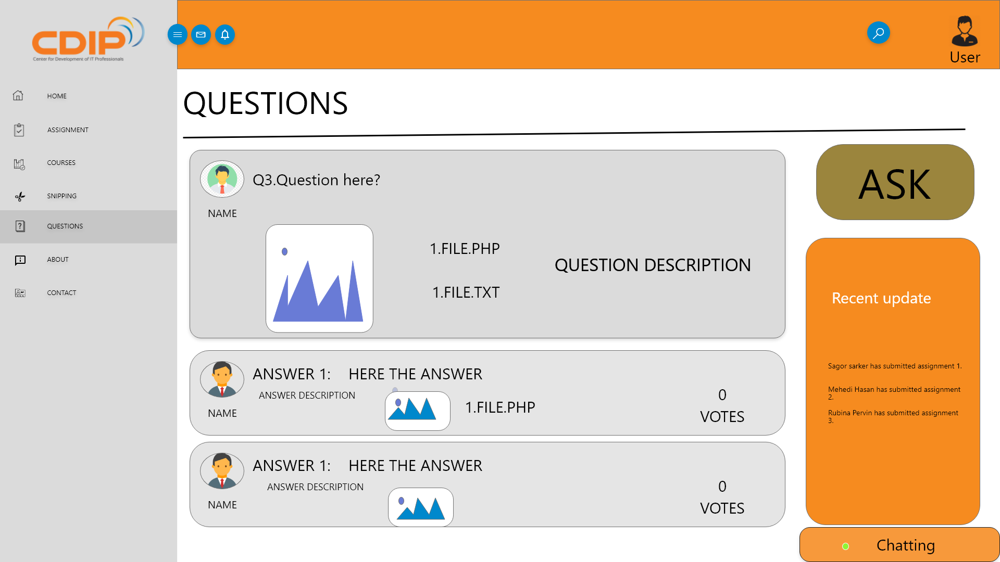 CDIP
Center for Development of IT Professionals
User
HOME
ASSIGNMENT
COURSES
SNIPPING
QUESTIONS
ABOUT
CONTACT
QUESTIONS
Q3.Question here?
NAME
1.FILE.PHP
1.FILE.TXT
QUESTION DESCRIPTION
ANSWER 1: HERE THE ANSWER
ANSWER DESCRIPTION
NAME
1.FILE.PHP
0
VOTES
ANSWER 1: HERE THE ANSWER
ANSWER DESCRIPTION
NAME
0
VOTES
ASK
Recent update
Sagor sarker has submitted assignment 1.
Mehedi Hasan has submitted assignment
2.
Rubina Pervin has submitted assignment
3.
Chatting